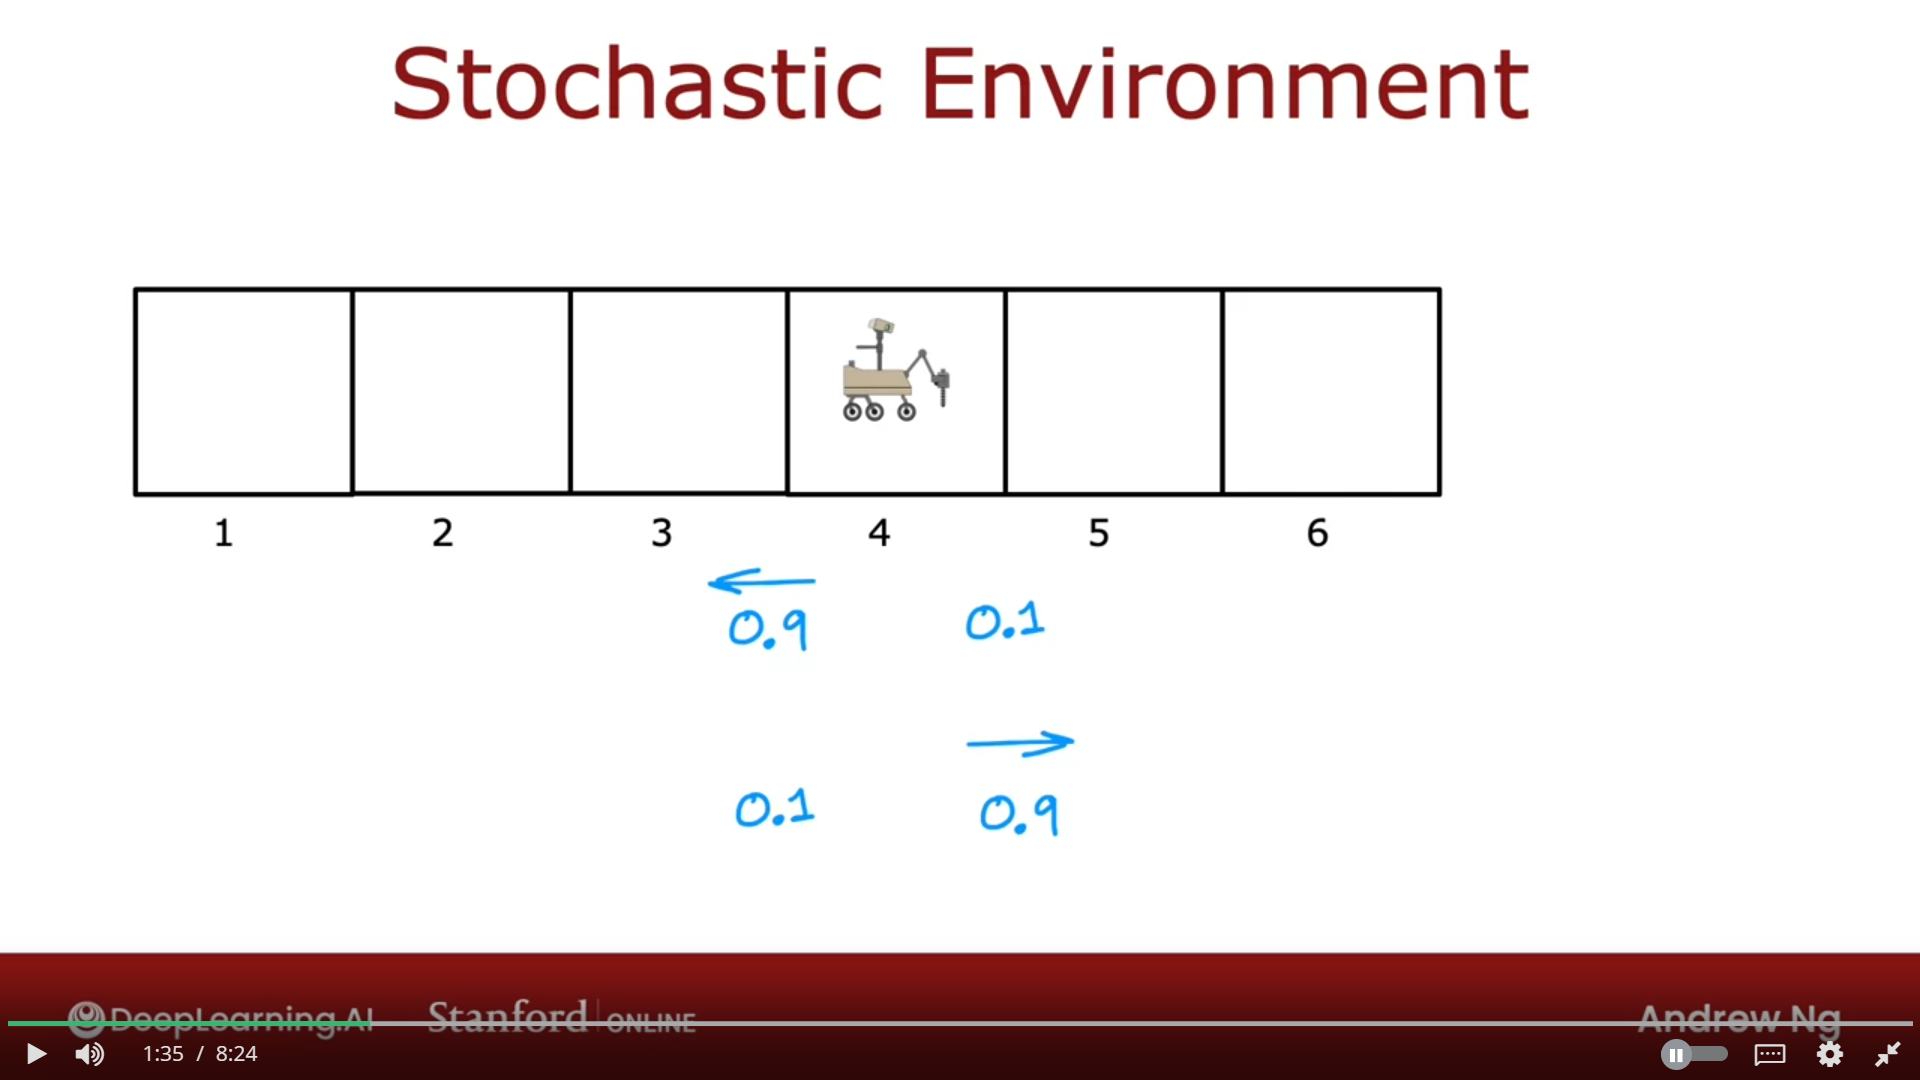 Stochastic Environment
1 2 3 4 5 6
0.9 0.1
0.1 0.9
DeepLearning.AI Stanford ONLINE Andrew Ng
1:35 / 8:24